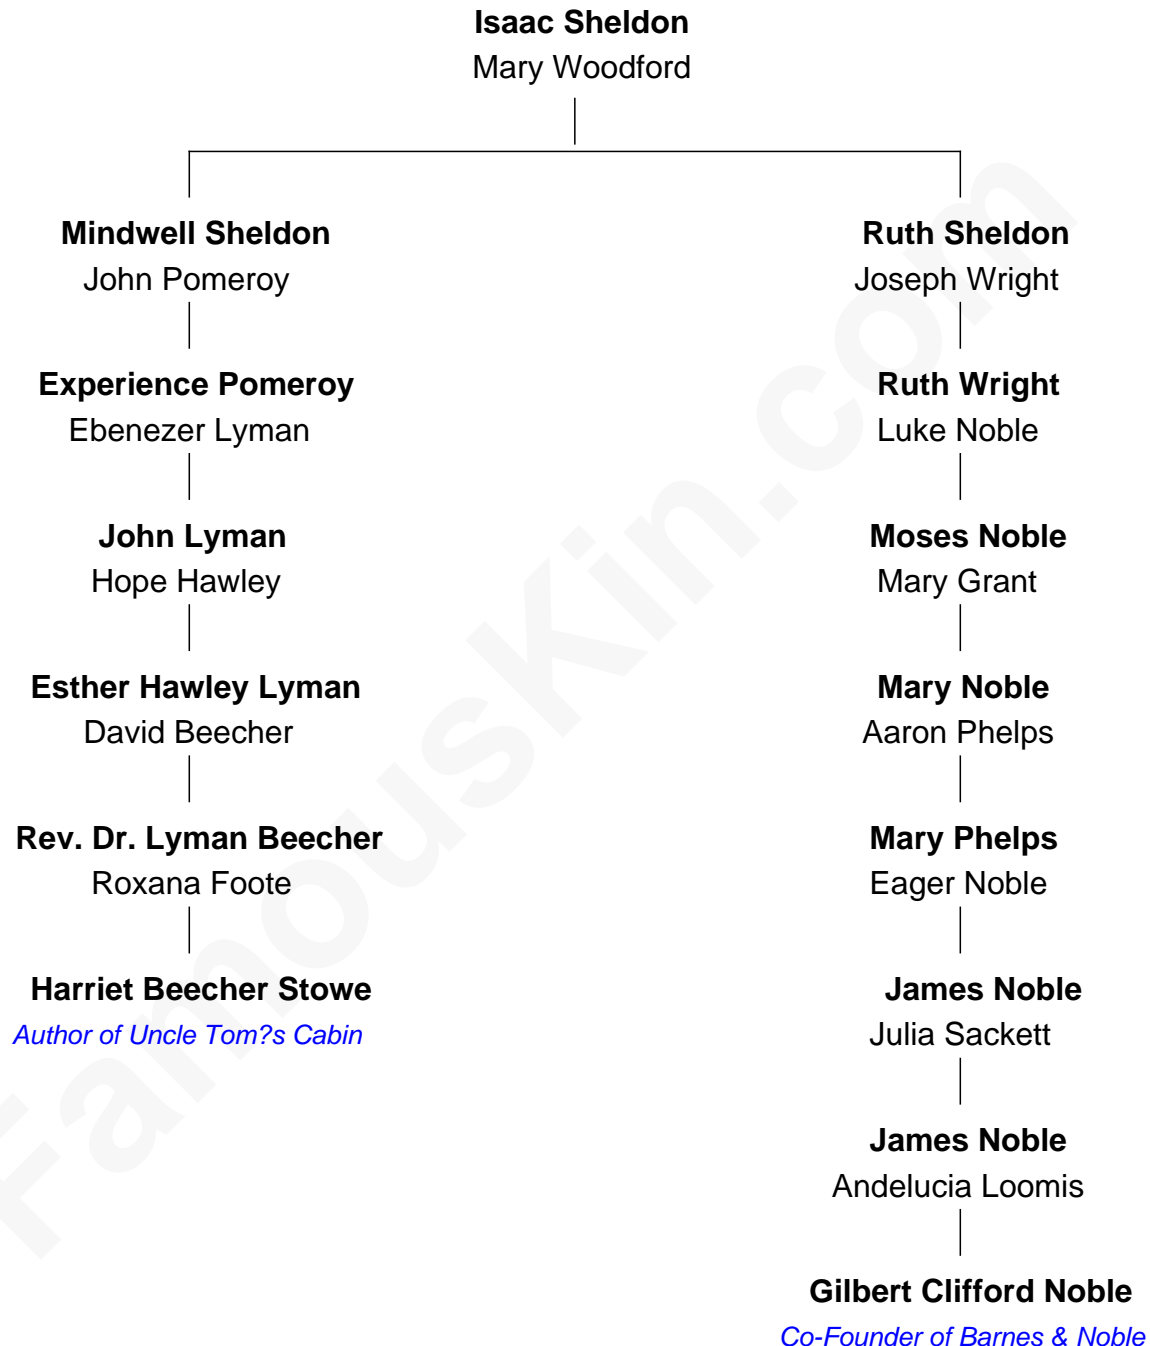 Isaac Sheldon
Mary Woodford
Mindwell Sheldon
John Pomeroy
Ruth Sheldon
Joseph Wright
Experience Pomeroy
Ebenezer Lyman
Ruth Wright
Luke Noble
John Lyman
Hope Hawley
Moses Noble
Mary Grant
Esther Hawley Lyman
David Beecher
Mary Noble
Aaron Phelps
Rev. Dr. Lyman Beecher
Roxana Foote
Mary Phelps
Eager Noble
Harriet Beecher Stowe
Author of Uncle Tom?s Cabin
James Noble
Julia Sackett
James Noble
Andelucia Loomis
Gilbert Clifford Noble
Co-Founder of Barnes & Noble
FamousKin.com